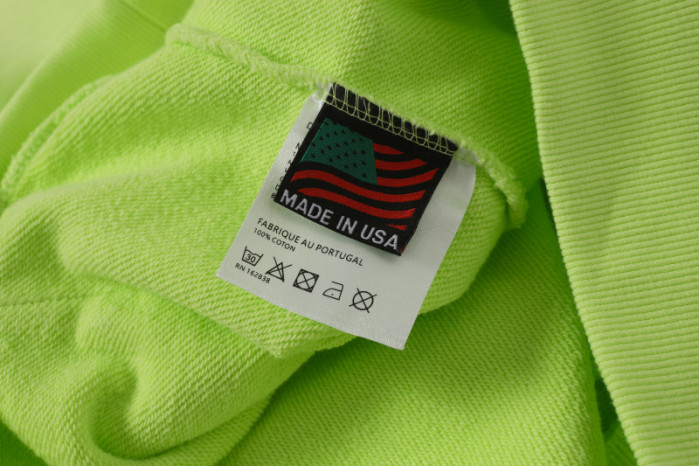 MADE IN USA
FABRIQUE AU PORTUGAL
100% COTON
30
RN 162838